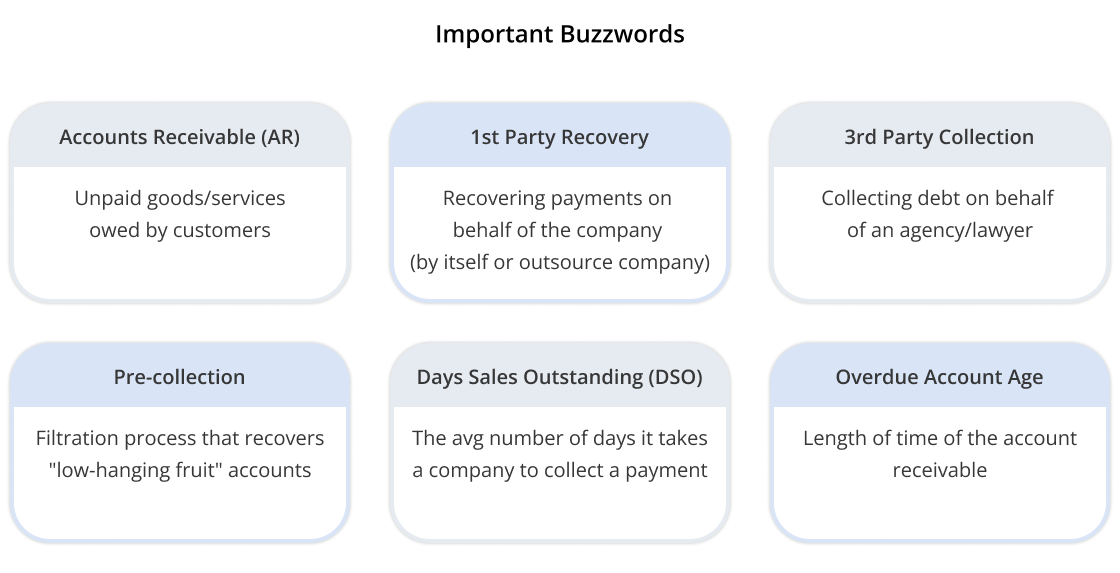 Important Buzzwords
Accounts Receivable (AR)
Unpaid goods/services
owed by customers
1st Party Recovery
Recovering payments on
behalf of the company
(by itself or outsource company)
3rd Party Collection
Collecting debt on behalf
of an agency/lawyer
Pre-collection
Filtration process that recovers
"low-hanging fruit" accounts
Days Sales Outstanding (DSO)
The avg number of days it takes
a company to collect a payment
Overdue Account Age
Length of time of the account
receivable